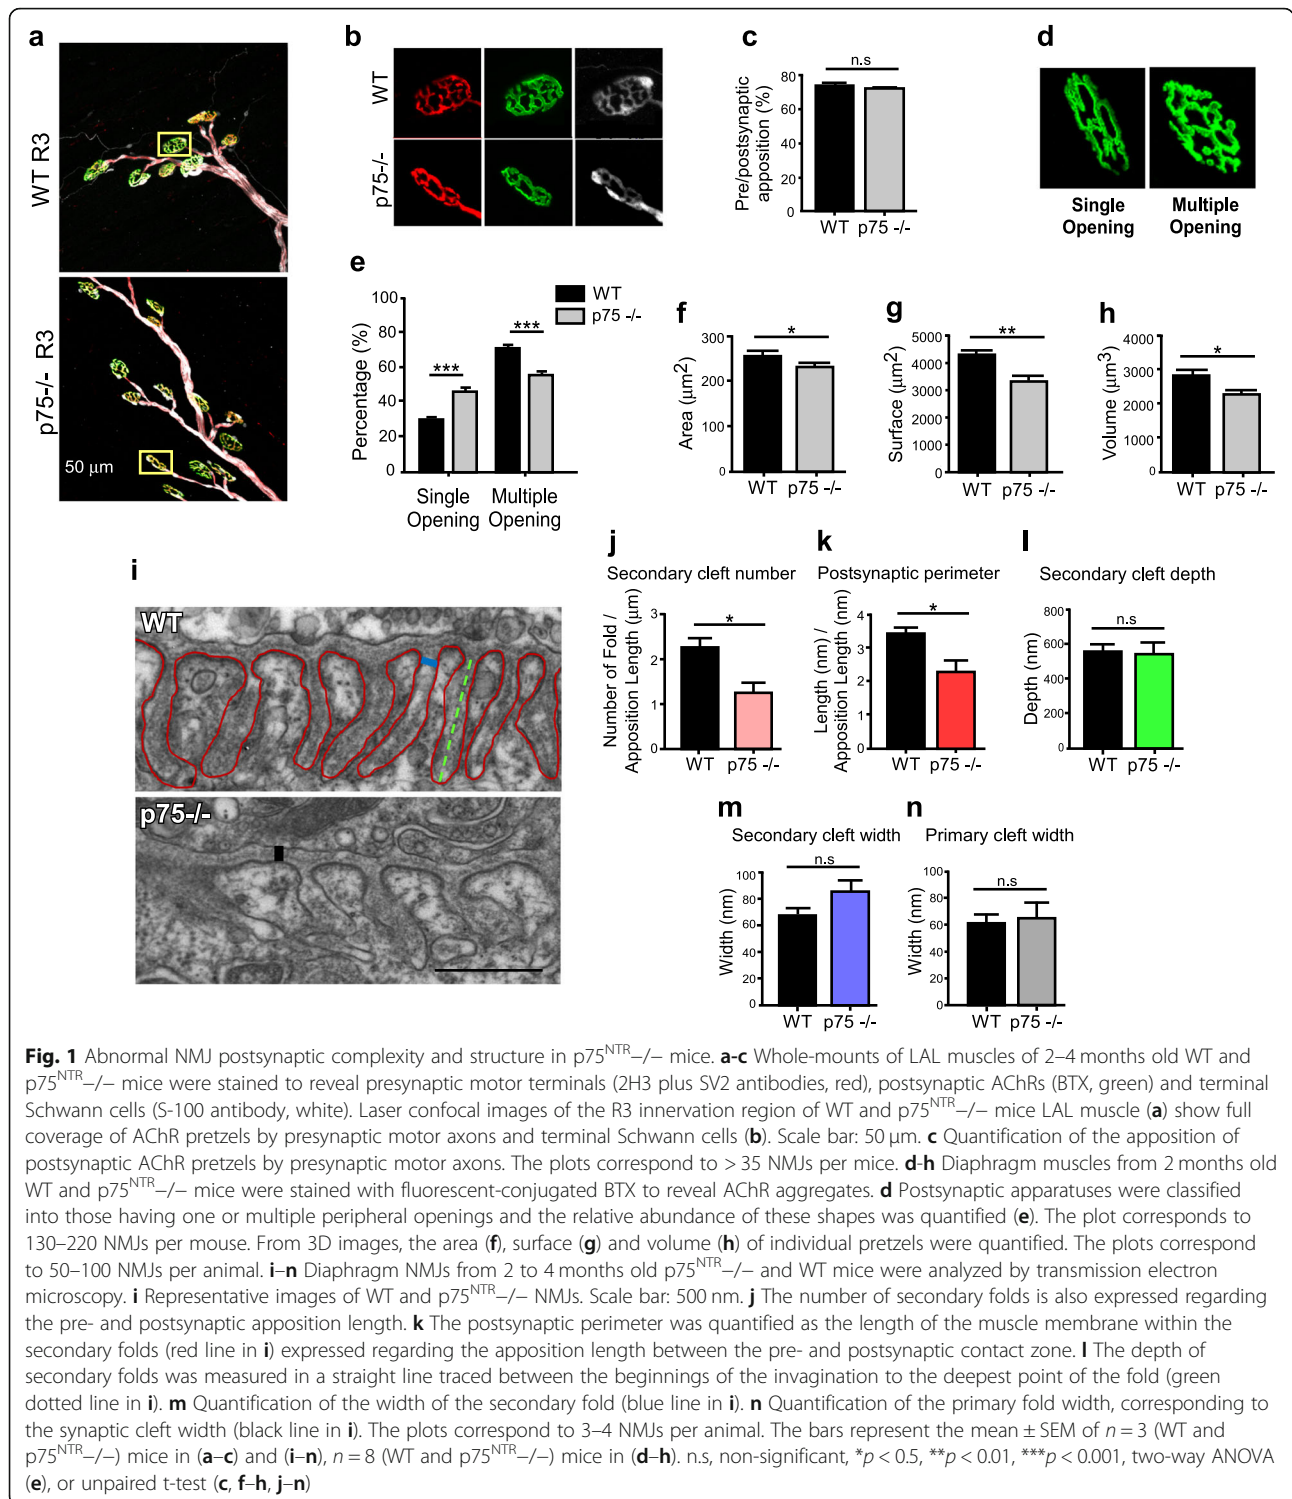 a
WT R3
p75-/- R3
50 μm
b
WT
p75-/-
c
n.s
Pre/postsynaptic
apposition (%)
80
60
40
20
0
WT p75 -/-
d
Single
Opening
Multiple
Opening
e
WT
p75 -/-
Percentage (%)
100
80
60
40
20
0
***
***
Single
Opening
Multiple
Opening
f
*
Area (μm²)
300
200
100
0
WT p75 -/-
g
**
Surface (μm²)
5000
4000
3000
2000
1000
0
WT p75 -/-
h
*
Volume (μm³)
4000
3000
2000
1000
0
WT p75 -/-
i
WT
p75-/-
j
Secondary cleft number
*
Number of Fold /
Apposition Length (μm)
3
2
1
0
WT p75 -/-
k
Postsynaptic perimeter
*
Length (nm) /
Apposition Length (nm)
4
3
2
1
0
WT p75 -/-
l
Secondary cleft depth
n.s
Depth (nm)
800
600
400
200
0
WT p75 -/-
m
Secondary cleft width
n.s
Width (nm)
100
80
60
40
20
0
WT p75 -/-
n
Primary cleft width
n.s
Width (nm)
100
80
60
40
20
0
WT p75 -/-
Fig. 1 Abnormal NMJ postsynaptic complexity and structure in p75NTR−/− mice. a-c Whole-mounts of LAL muscles of 2–4 months old WT and
p75NTR−/− mice were stained to reveal presynaptic motor terminals (2H3 plus SV2 antibodies, red), postsynaptic AChRs (BTX, green) and terminal
Schwann cells (S-100 antibody, white). Laser confocal images of the R3 innervation region of WT and p75NTR−/− mice LAL muscle (a) show full
coverage of AChR pretzels by presynaptic motor axons and terminal Schwann cells (b). Scale bar: 50 μm. c Quantification of the apposition of
postsynaptic AChR pretzels by presynaptic motor axons. The plots correspond to > 35 NMJs per mice. d-h Diaphragm muscles from 2 months old
WT and p75NTR−/− mice were stained with fluorescent-conjugated BTX to reveal AChR aggregates. d Postsynaptic apparatuses were classified
into those having one or multiple peripheral openings and the relative abundance of these shapes was quantified (e). The plot corresponds to
130–220 NMJs per mouse. From 3D images, the area (f), surface (g) and volume (h) of individual pretzels were quantified. The plots correspond
to 50–100 NMJs per animal. i–n Diaphragm NMJs from 2 to 4 months old p75NTR−/− and WT mice were analyzed by transmission electron
microscopy. i Representative images of WT and p75NTR−/− NMJs. Scale bar: 500 nm. j The number of secondary folds is also expressed regarding
the pre- and postsynaptic apposition length. k The postsynaptic perimeter was quantified as the length of the muscle membrane within the
secondary folds (red line in i) expressed regarding the apposition length between the pre- and postsynaptic contact zone. l The depth of
secondary folds was measured in a straight line traced between the beginnings of the invagination to the deepest point of the fold (green
dotted line in i). m Quantification of the width of the secondary fold (blue line in i). n Quantification of the primary fold width, corresponding to
the synaptic cleft width (black line in i). The plots correspond to 3–4 NMJs per animal. The bars represent the mean ± SEM of n = 3 (WT and
p75NTR−/−) mice in (a–c) and (i–n), n = 8 (WT and p75NTR−/−) mice in (d–h). n.s, non-significant, *p < 0.5, **p < 0.01, ***p < 0.001, two-way ANOVA
(e), or unpaired t-test (c, f–h, j–n)